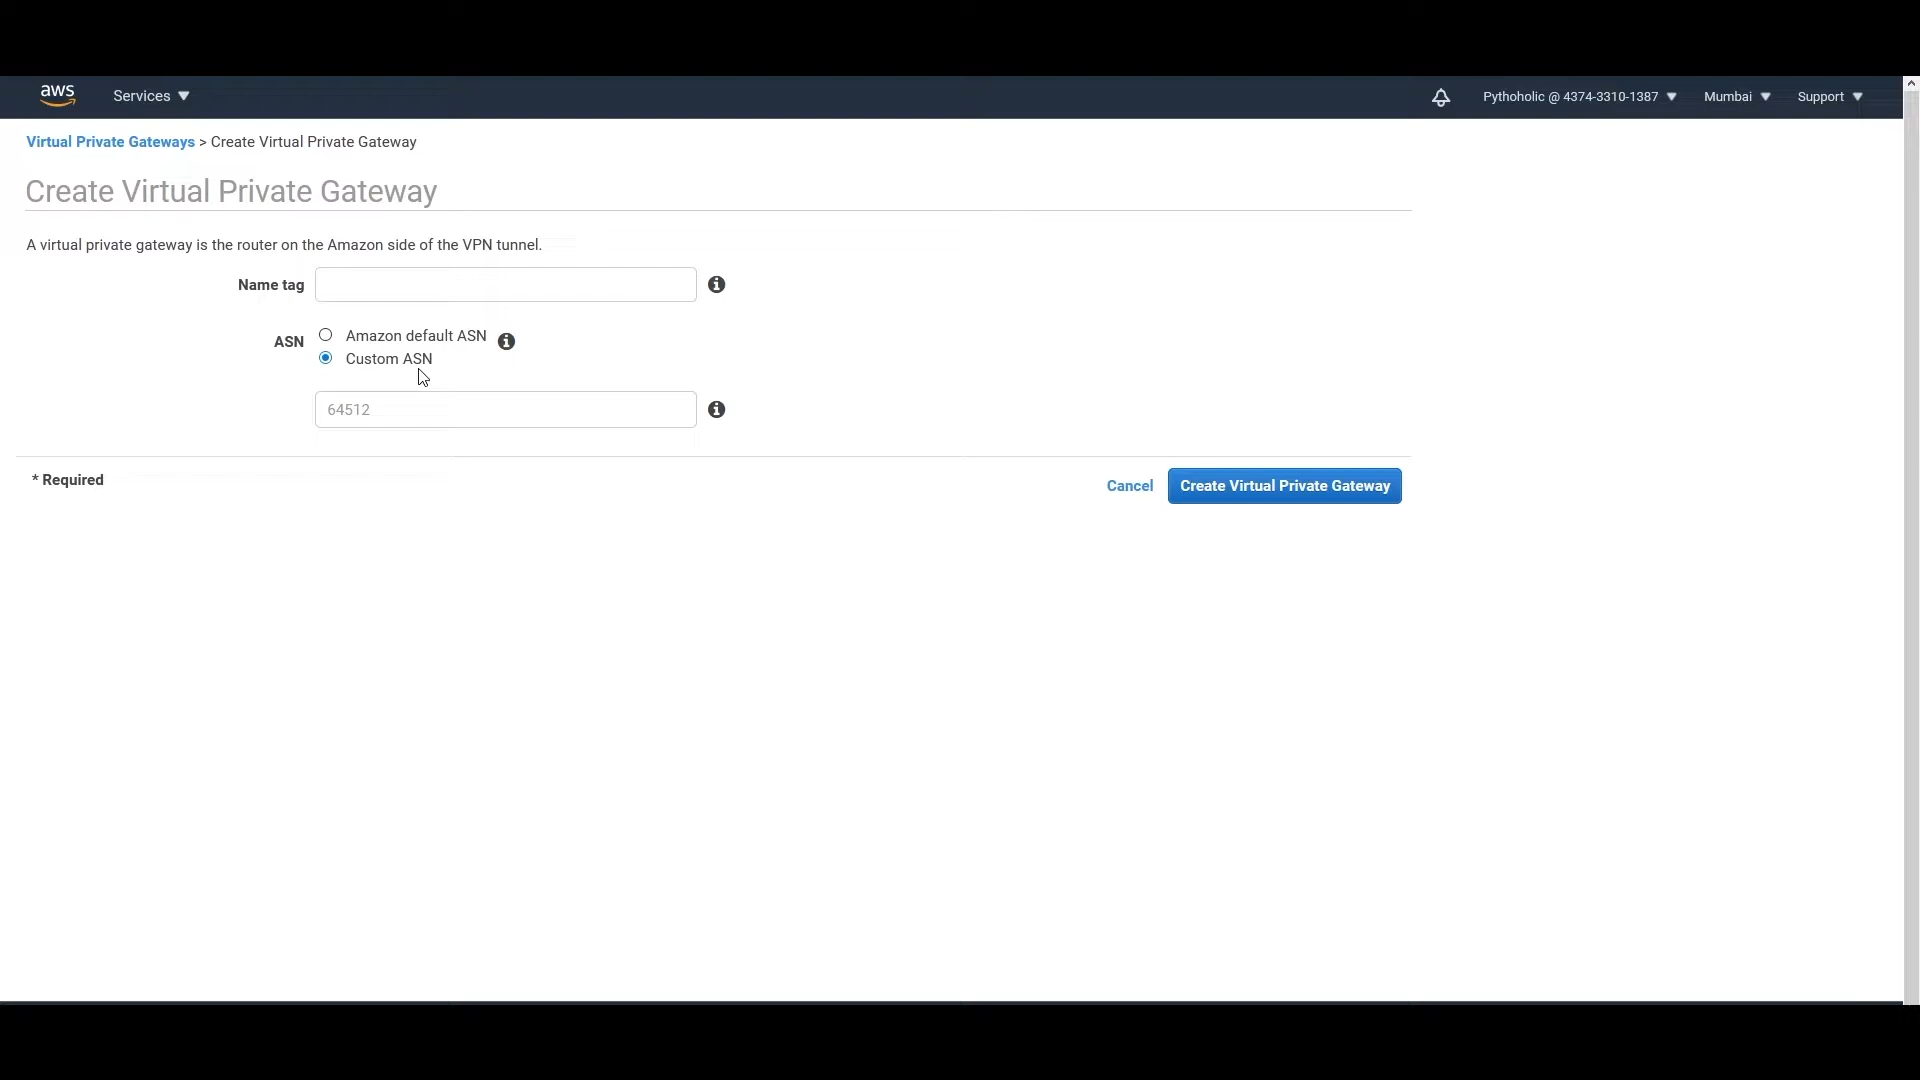 aws Services Pythoholic @ 4374-3310-1387 Mumbai Support
Virtual Private Gateways > Create Virtual Private Gateway
Create Virtual Private Gateway
A virtual private gateway is the router on the Amazon side of the VPN tunnel.
Name tag
ASN
Amazon default ASN
Custom ASN
64512
* Required
Cancel Create Virtual Private Gateway